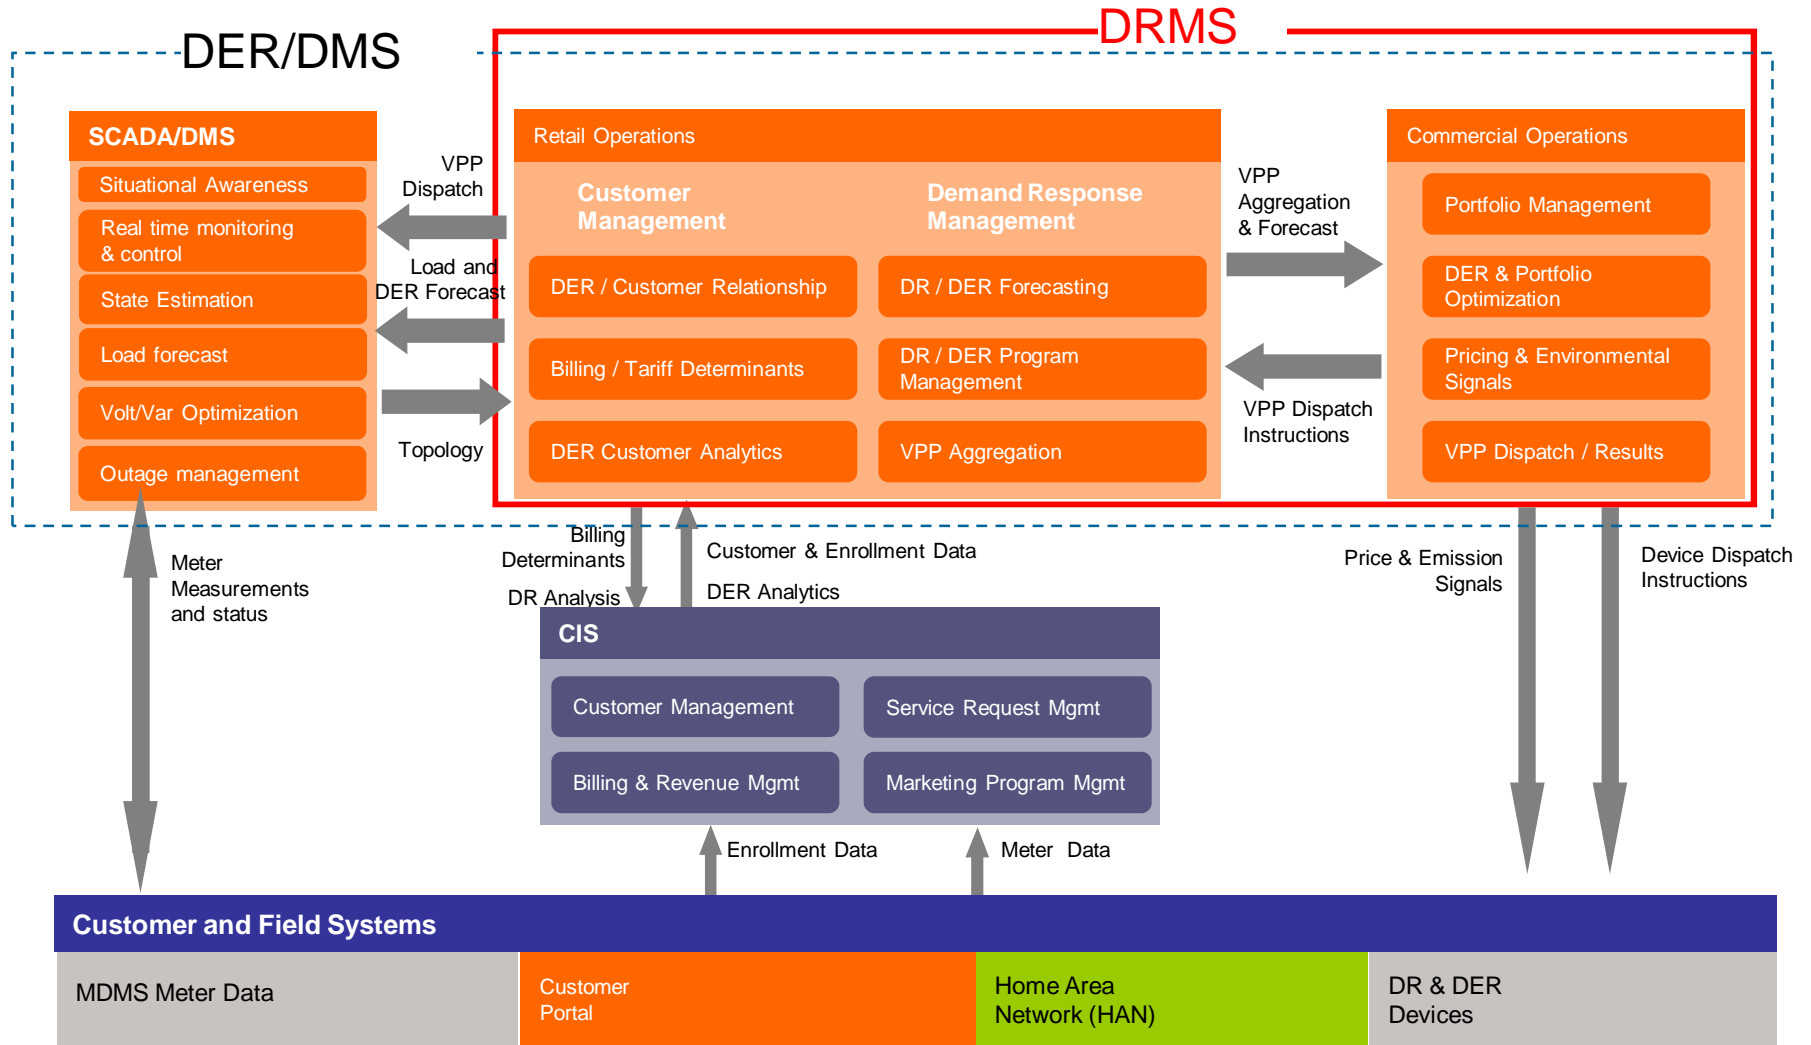 DRMS
DER/DMS
SCADA/DMS
Situational Awareness
Real time monitoring
& control
State Estimation
Load forecast
Volt/Var Optimization
Outage management
VPP
Dispatch
Load and
DER Forecast
Topology
Retail Operations
Customer
Management
DER / Customer Relationship
Billing / Tariff Determinants
DER Customer Analytics
Demand Response
Management
DR / DER Forecasting
DR / DER Program
Management
VPP Aggregation
VPP
Aggregation
& Forecast
VPP Dispatch
Instructions
Commercial Operations
Portfolio Management
DER & Portfolio
Optimization
Pricing & Environmental
Signals
VPP Dispatch / Results
Meter
Measurements
and status
Billing
Determinants
DR Analysis
Customer & Enrollment Data
DER Analytics
Price & Emission
Signals
Device Dispatch
Instructions
CIS
Customer Management
Service Request Mgmt
Billing & Revenue Mgmt
Marketing Program Mgmt
Enrollment Data
Meter Data
Customer and Field Systems
MDMS Meter Data
Customer
Portal
Home Area
Network (HAN)
DR & DER
Devices